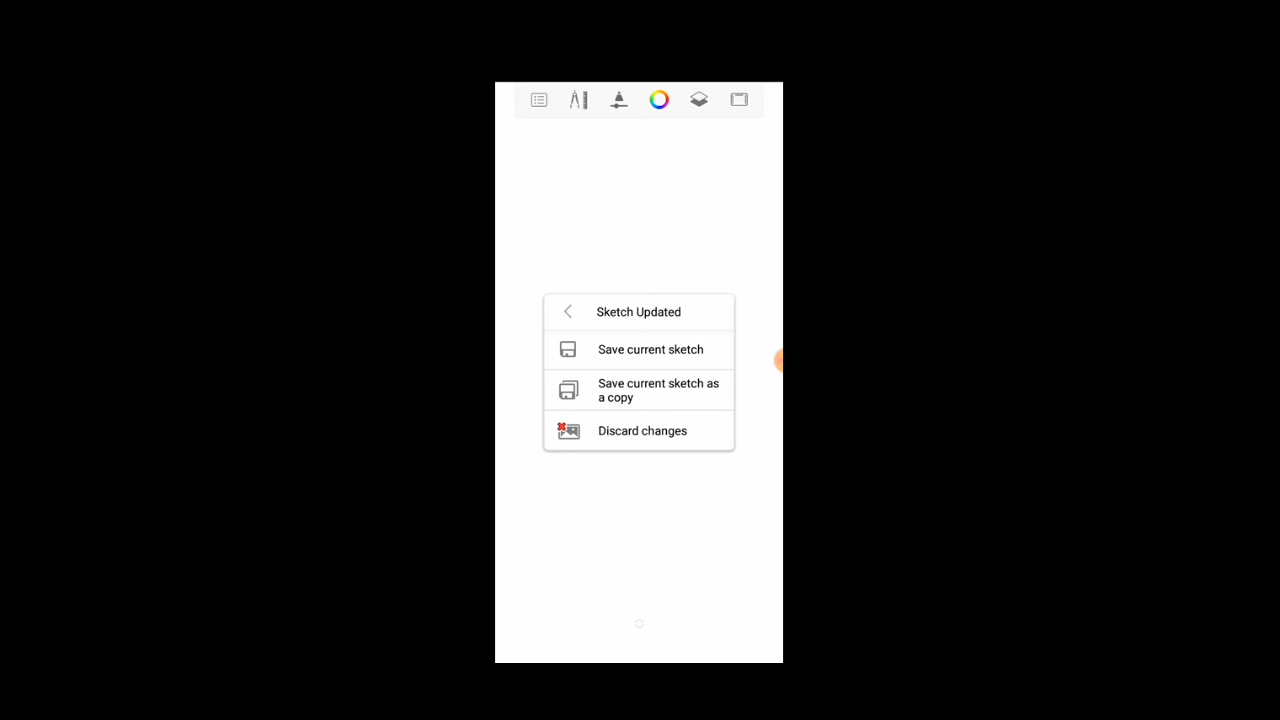 Sketch Updated
Save current sketch
Save current sketch as
a copy
Discard changes